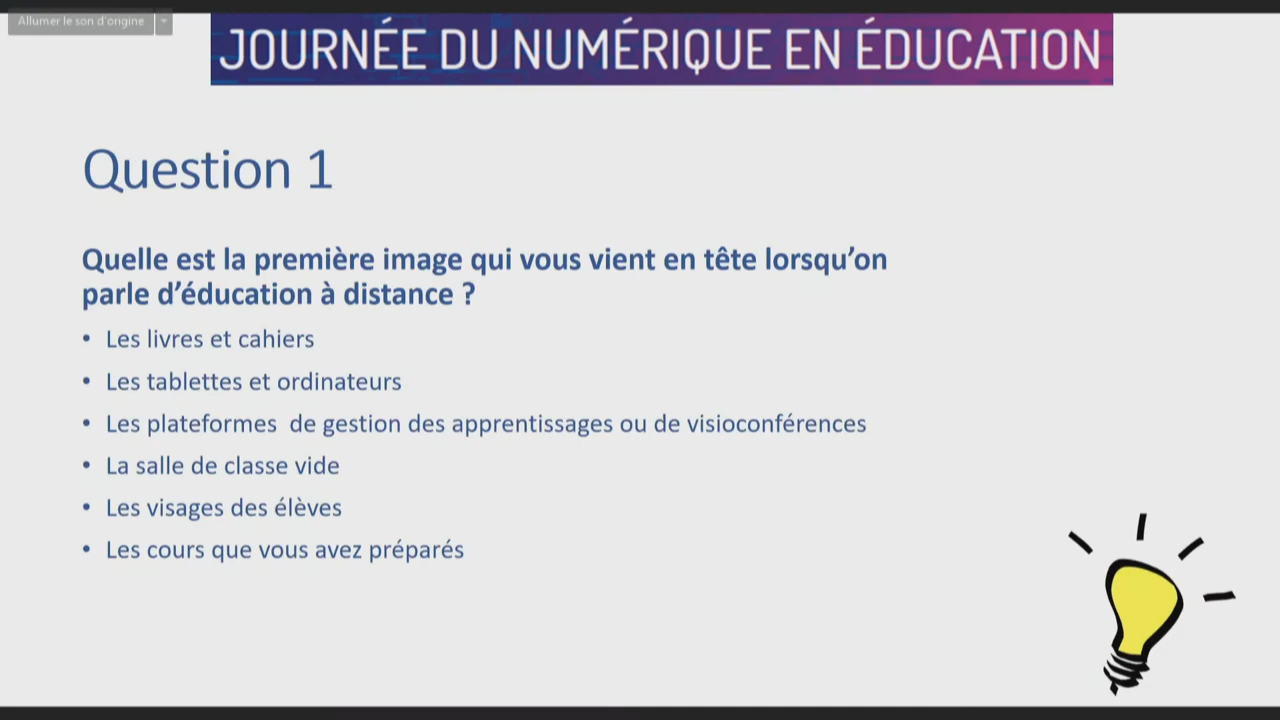 Allumer le son d'origine
JOURNÉE DU NUMÉRIQUE EN ÉDUCATION
Question 1
Quelle est la première image qui vous vient en tête lorsqu’on
parle d’éducation à distance ?
• Les livres et cahiers
• Les tablettes et ordinateurs
• Les plateformes  de gestion des apprentissages ou de visioconférences
• La salle de classe vide
• Les visages des élèves
• Les cours que vous avez préparés